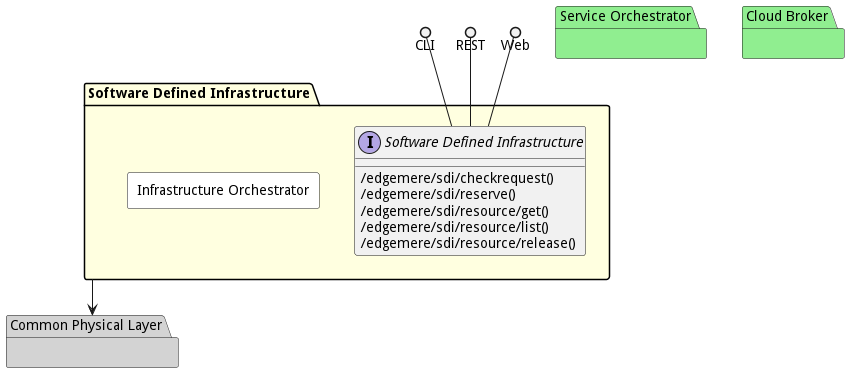 Service Orchestrator
Cloud Broker
CLI
REST
Web
Software Defined Infrastructure
I
Software Defined Infrastructure
/edgemere/sdi/checkrequest()
/edgemere/sdi/reserve()
/edgemere/sdi/resource/get()
/edgemere/sdi/resource/list()
/edgemere/sdi/resource/release()
Infrastructure Orchestrator
Common Physical Layer